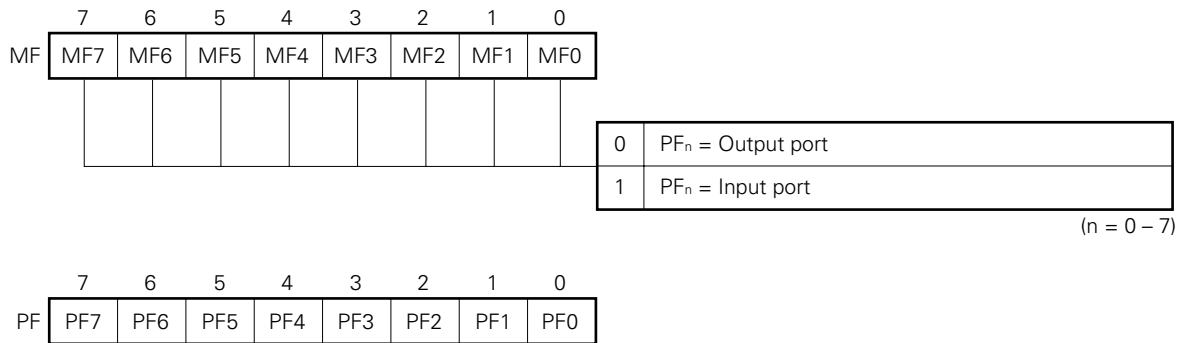 7 6 5 4 3 2 1 0
MF MF7 MF6 MF5 MF4 MF3 MF2 MF1 MF0
0 PFn = Output port
1 PFn = Input port
(n = 0 – 7)
7 6 5 4 3 2 1 0
PF PF7 PF6 PF5 PF4 PF3 PF2 PF1 PF0